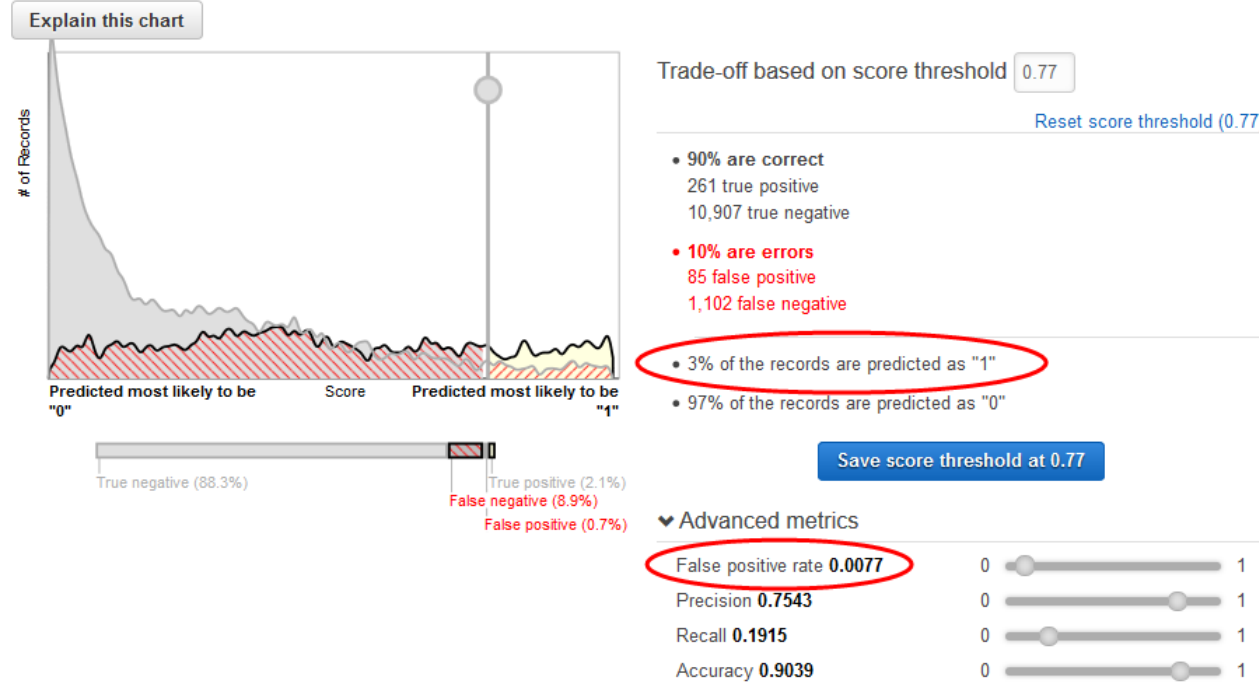 Explain this chart
# of Records
Predicted most likely to be "0"
Score
Predicted most likely to be "1"
True negative (88.3%)
True positive (2.1%)
False negative (8.9%)
False positive (0.7%)
Trade-off based on score threshold 0.77
Reset score threshold (0.77
• 90% are correct
261 true positive
10,907 true negative
• 10% are errors
85 false positive
1,102 false negative
• 3% of the records are predicted as "1"
• 97% of the records are predicted as "0"
Save score threshold at 0.77
Advanced metrics
False positive rate 0.0077 0 1
Precision 0.7543 0 1
Recall 0.1915 0 1
Accuracy 0.9039 0 1